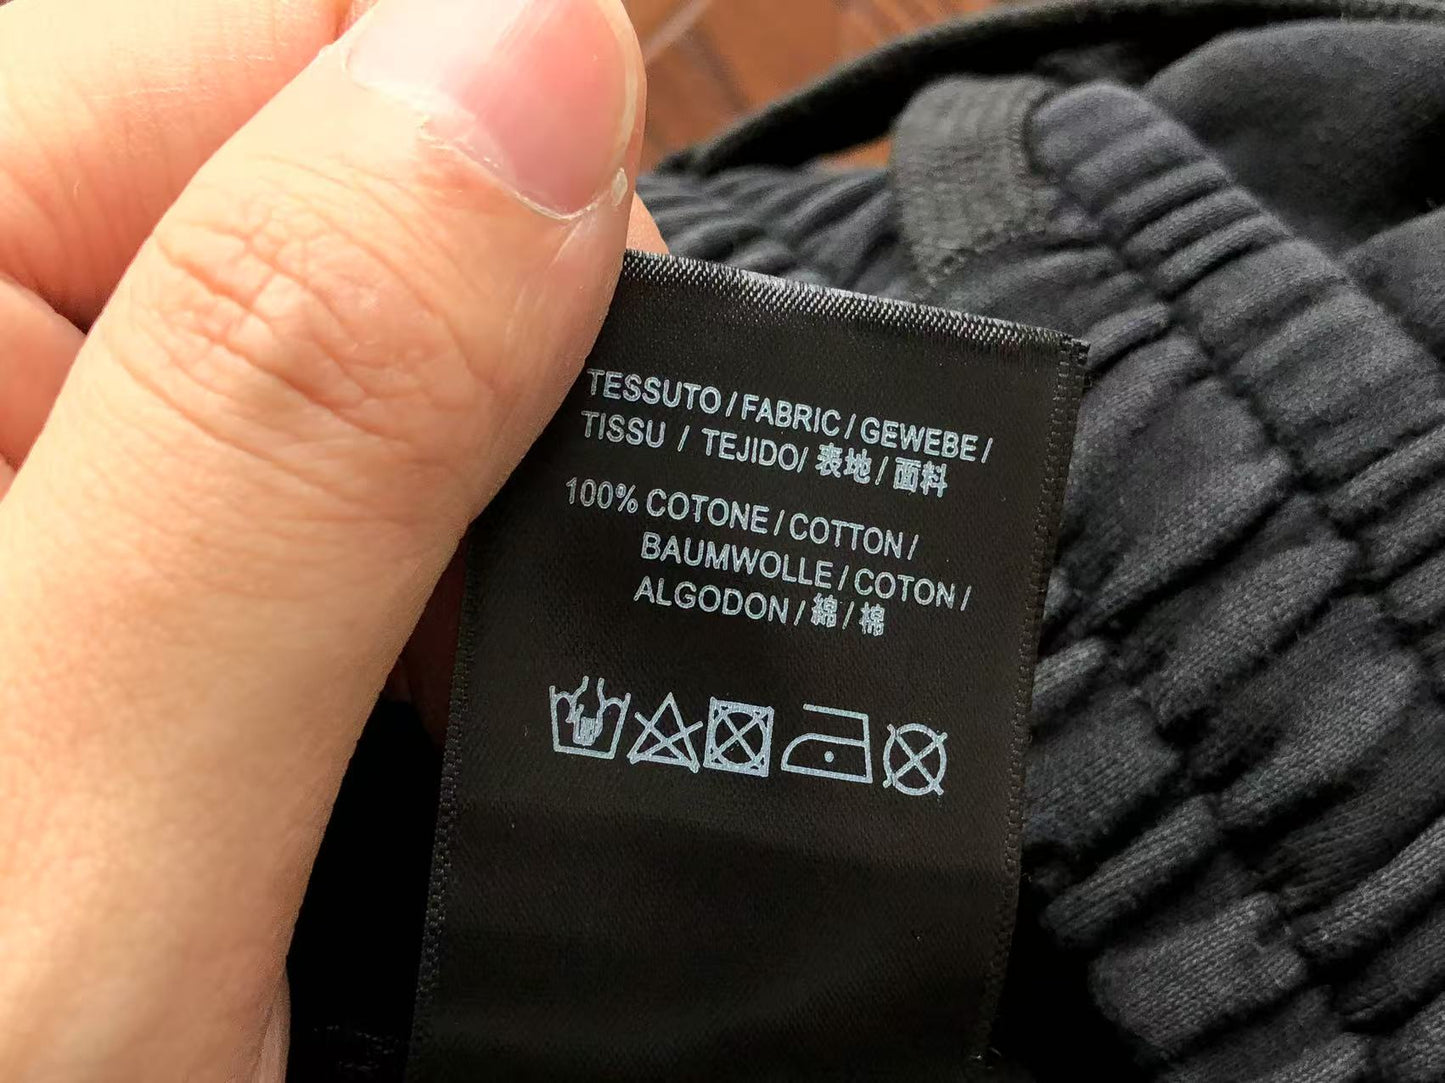 TESSUTO / FABRIC / GEWEBE /
TISSU / TEJIDO/ 表地 / 面料
100% COTONE / COTTON /
BAUMWOLLE / COTON /
ALGODON / 綿 / 棉